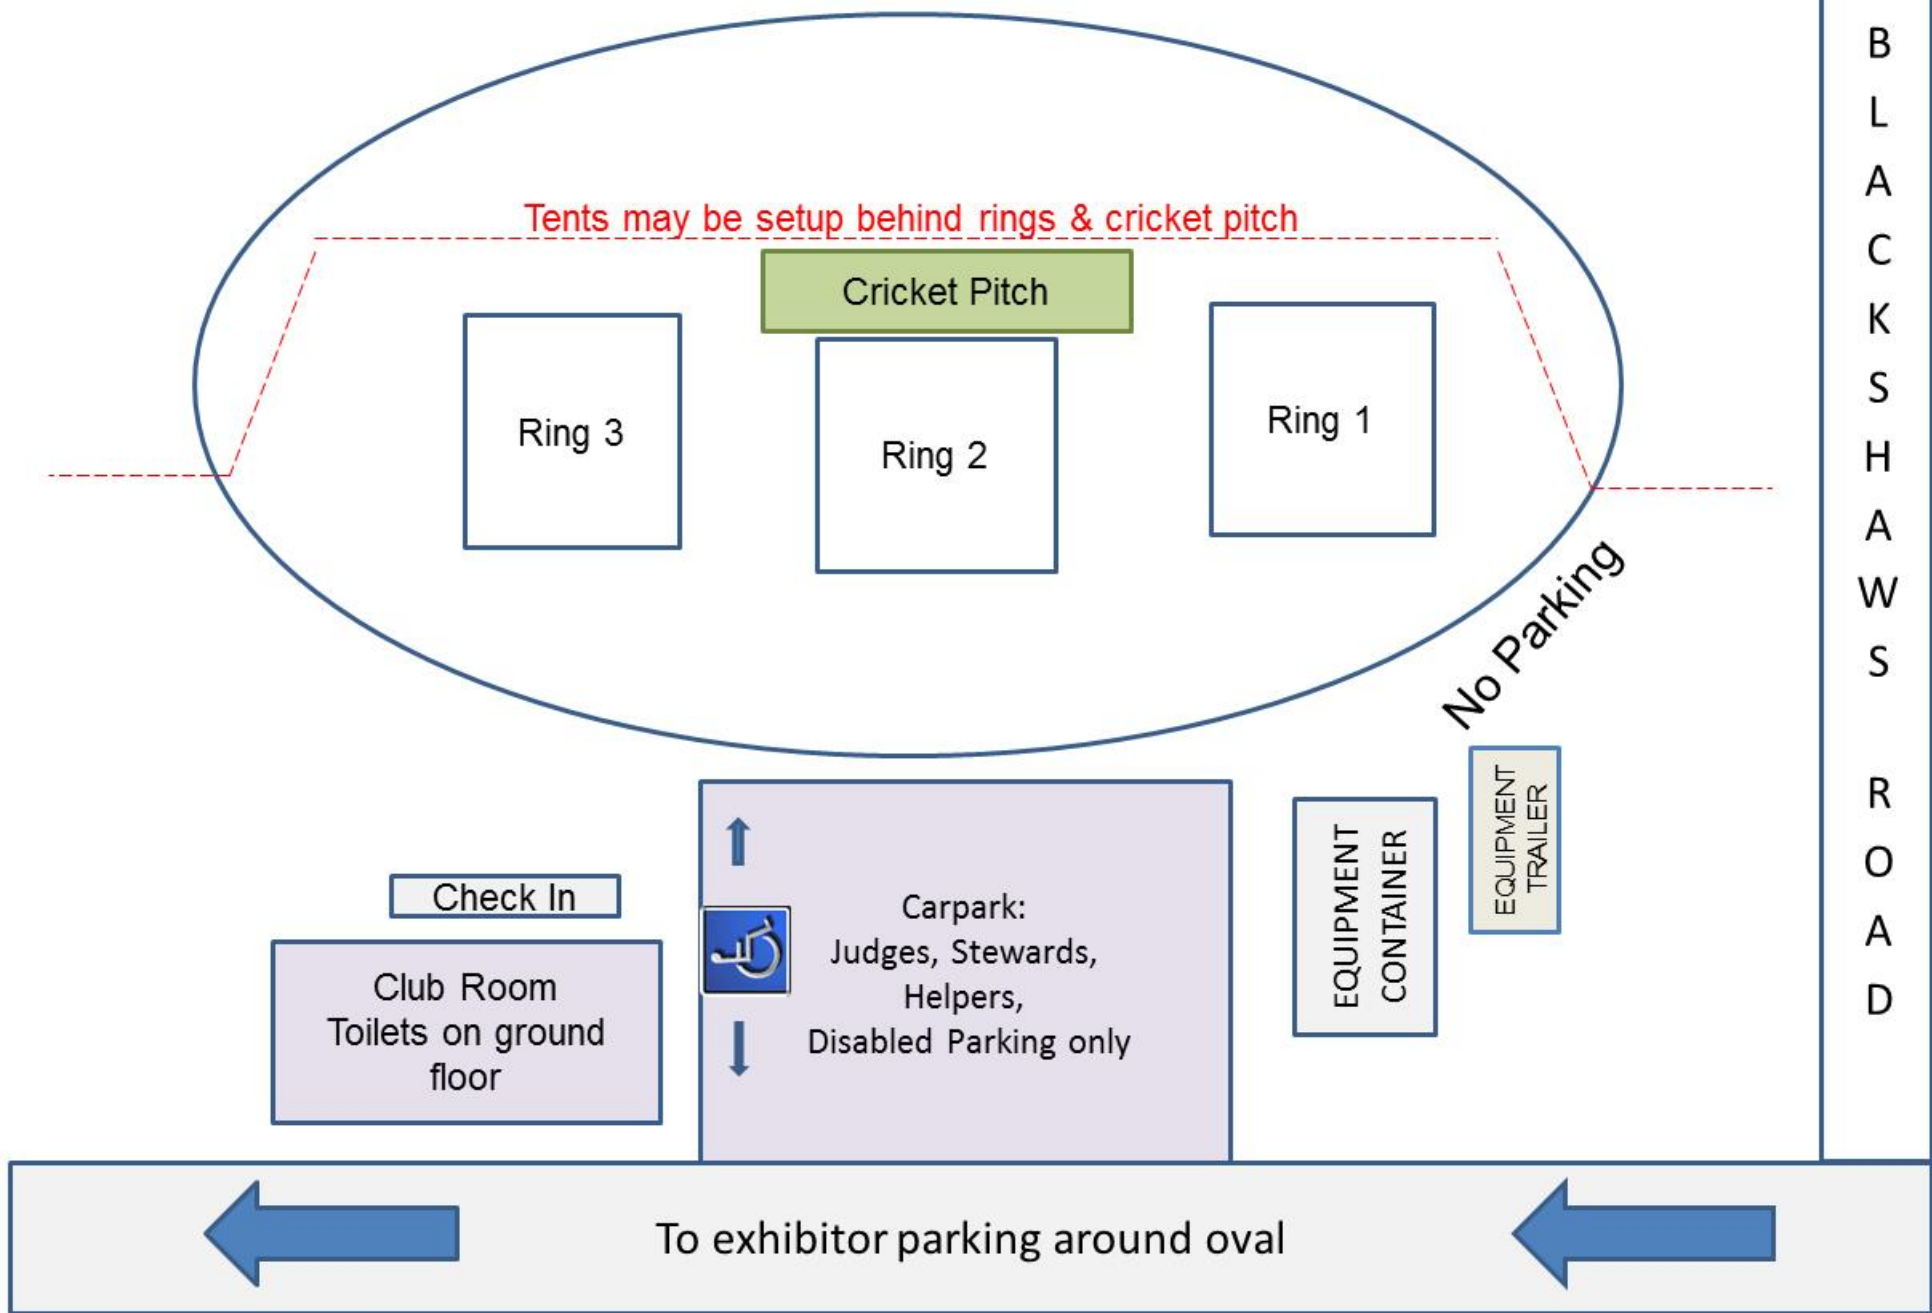 Tents may be setup behind rings & cricket pitch
Cricket Pitch
Ring 3
Ring 2
Ring 1
No Parking
Check In
Club Room
Toilets on ground
floor
Carpark:
Judges, Stewards,
Helpers,
Disabled Parking only
EQUIPMENT
CONTAINER
EQUIPMENT
TRAILER
BLACKSHAWS ROAD
To exhibitor parking around oval